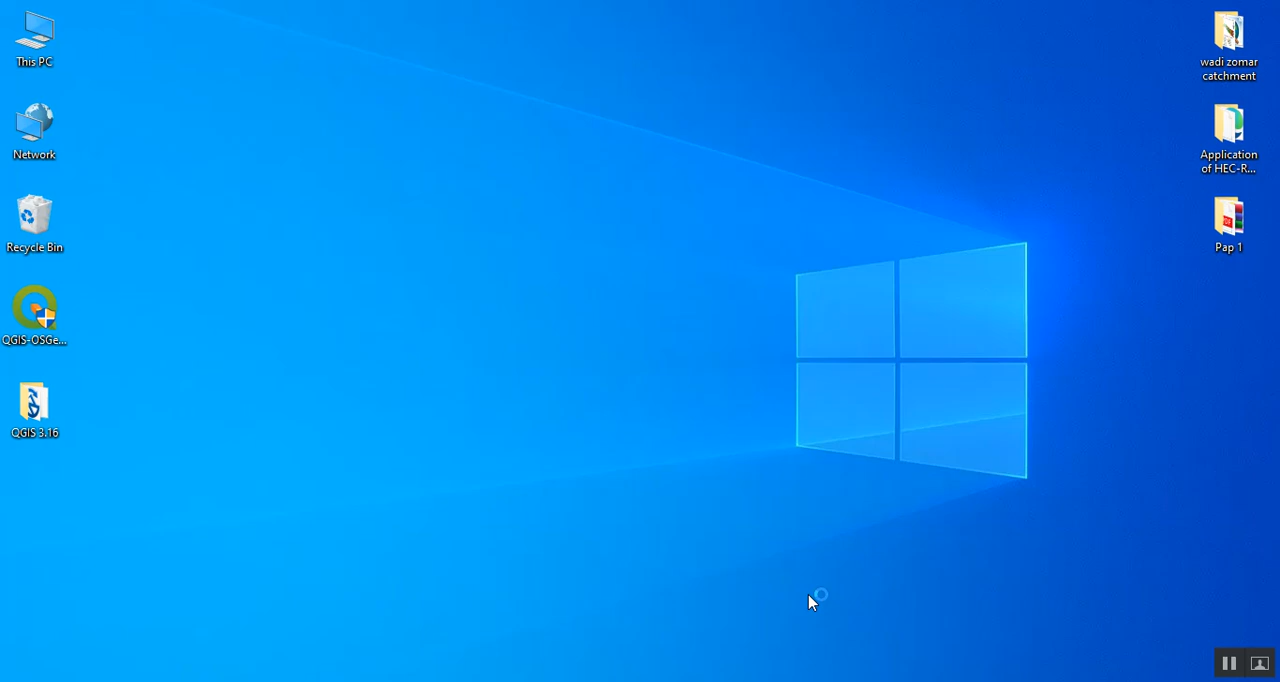 This PC
Network
Recycle Bin
QGIS-OSGe...
QGIS 3.16
wadi zomar
catchment
Application
of HEC-R...
Pap 1